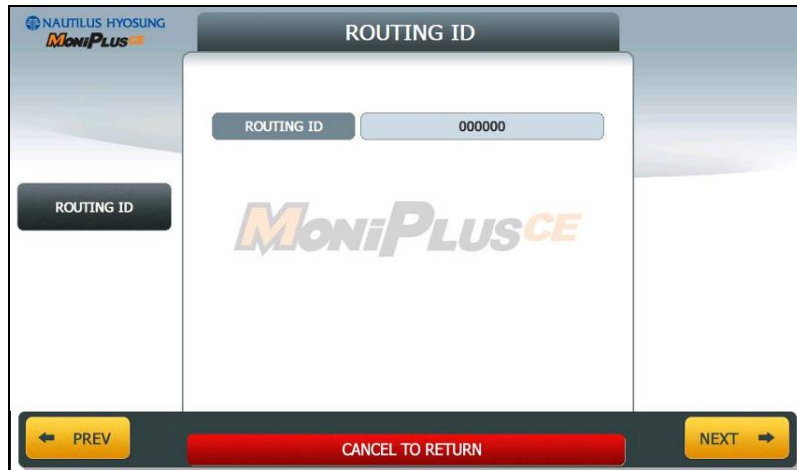 NAUTILUS HYOSUNG
MONiPLUSCE
ROUTING ID
ROUTING ID 000000
ROUTING ID
MONiPLUSCE
PREV
CANCEL TO RETURN
NEXT